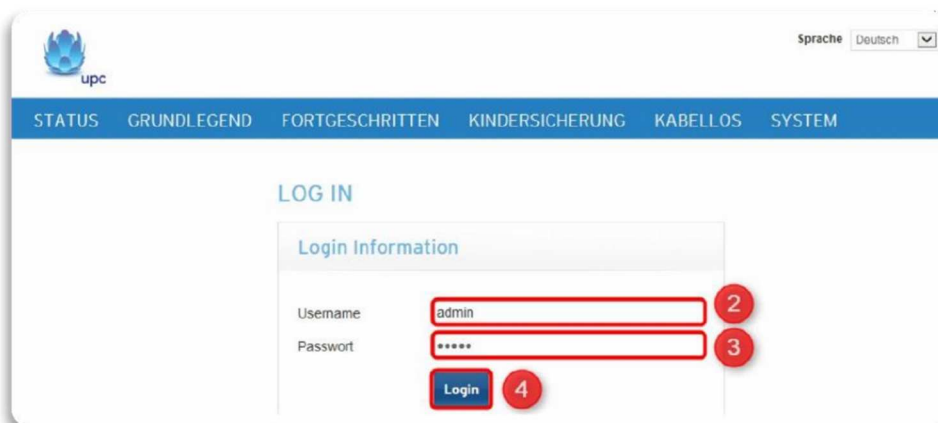 upc
Sprache Deutsch
STATUS GRUNDLEGEND FORTGESCHRITTEN KINDERSICHERUNG KABELLOS SYSTEM
LOG IN
Login Information
Username admin 2
Passwort ••••• 3
Login 4